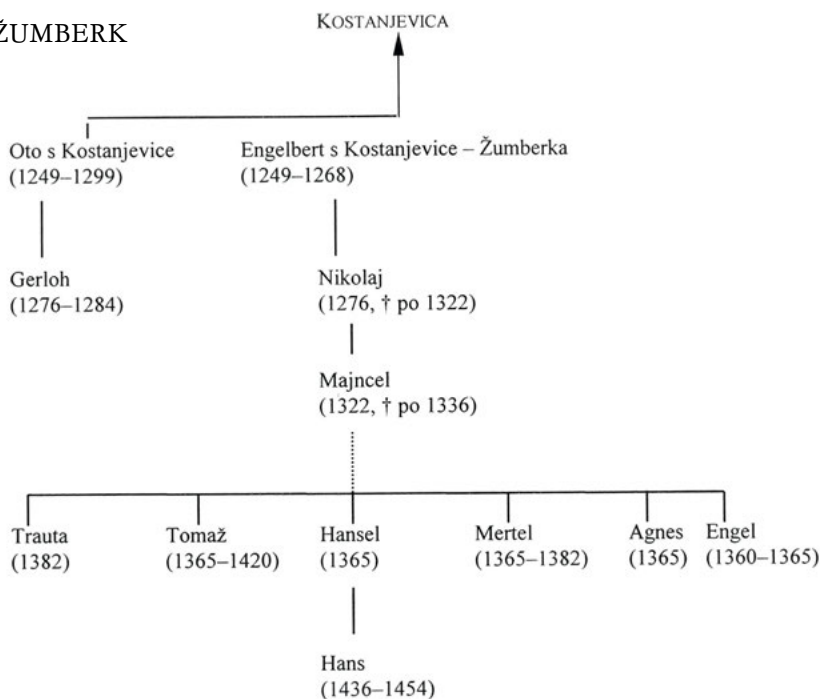 ŽUMBERK
KOSTANJEVICA
Oto s Kostanjevice
(1249–1299)
Engelbert s Kostanjevice – Žumberka
(1249–1268)
Gerloh
(1276–1284)
Nikolaj
(1276, † po 1322)
Majncel
(1322, † po 1336)
Trauta
(1382)
Tomaž
(1365–1420)
Hansel
(1365)
Mertel
(1365–1382)
Agnes
(1365)
Engel
(1360–1365)
Hans
(1436–1454)